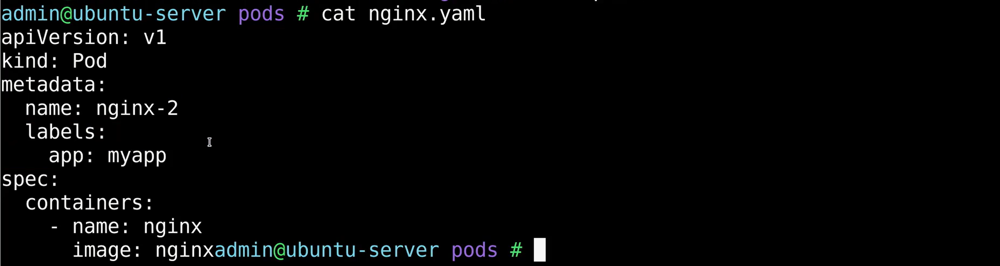 admin@ubuntu-server pods # cat nginx.yaml
apiVersion: v1
kind: Pod
metadata:
  name: nginx-2
  labels:
    app: myapp
spec:
  containers:
    - name: nginx
      image: nginxadmin@ubuntu-server pods #